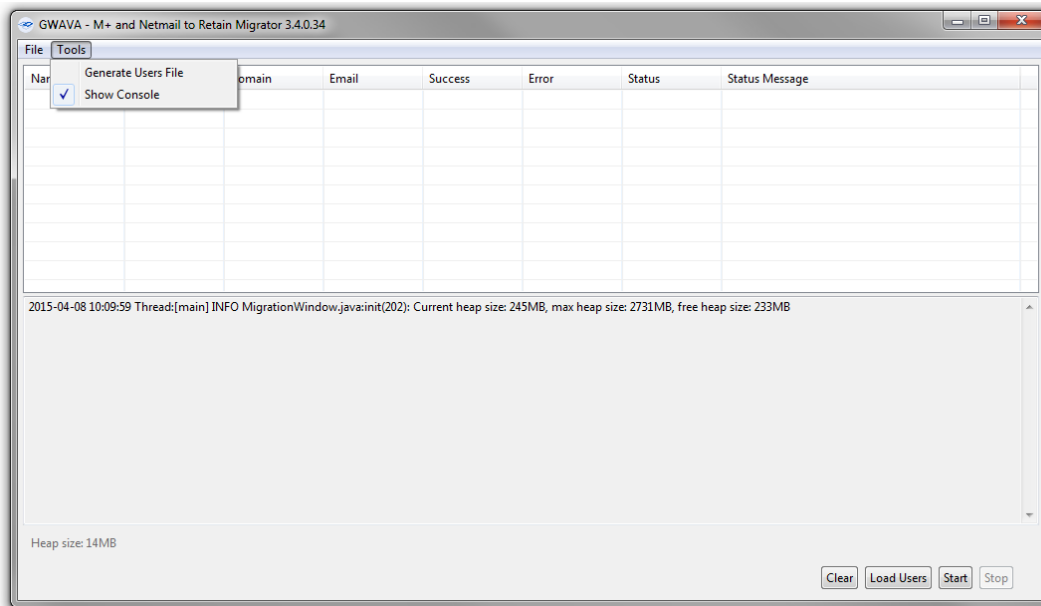 GWAVA - M+ and Netmail to Retain Migrator 3.4.0.34
File Tools
Generate Users File
Show Console
Nar omain Email Success Error Status Status Message
2015-04-08 10:09:59 Thread:[main] INFO MigrationWindow.java:init(202): Current heap size: 245MB, max heap size: 2731MB, free heap size: 233MB
Heap size: 14MB
Clear Load Users Start Stop